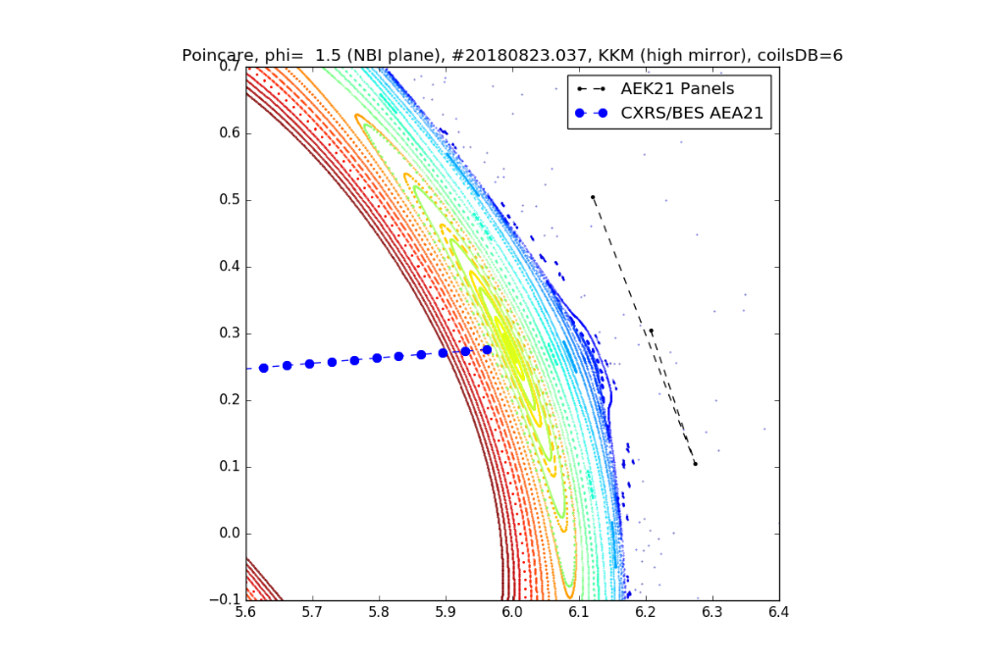 Poincare, phi=  1.5 (NBI plane), #20180823.037, KKM (high mirror), coilsDB=6
AEK21 Panels
CXRS/BES AEA21
0.7
0.6
0.5
0.4
0.3
0.2
0.1
0.0
−0.1
5.6 5.7 5.8 5.9 6.0 6.1 6.2 6.3 6.4